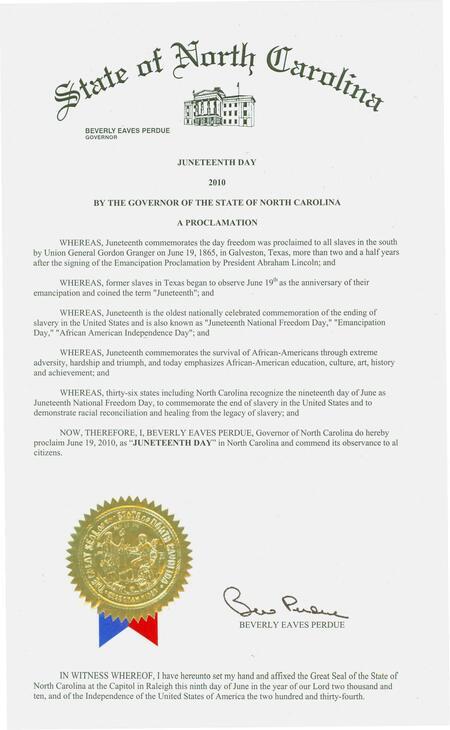 State of North Carolina
BEVERLY EAVES PERDUE
GOVERNOR
JUNETEENTH DAY
2010
BY THE GOVERNOR OF THE STATE OF NORTH CAROLINA
A PROCLAMATION
WHEREAS, Juneteenth commemorates the day freedom was proclaimed to all slaves in the south
by Union General Gordon Granger on June 19, 1865, in Galveston, Texas, more than two and a half years
after the signing of the Emancipation Proclamation by President Abraham Lincoln; and
WHEREAS, former slaves in Texas began to observe June 19th as the anniversary of their
emancipation and coined the term "Juneteenth"; and
WHEREAS, Juneteenth is the oldest nationally celebrated commemoration of the ending of
slavery in the United States and is also known as "Juneteenth National Freedom Day," "Emancipation
Day," "African American Independence Day"; and
WHEREAS, Juneteenth commemorates the survival of African-Americans through extreme
adversity, hardship and triumph, and today emphasizes African-American education, culture, art, history
and achievement; and
WHEREAS, thirty-six states including North Carolina recognize the nineteenth day of June as
Juneteenth National Freedom Day, to commemorate the end of slavery in the United States and to
demonstrate racial reconciliation and healing from the legacy of slavery; and
NOW, THEREFORE, I, BEVERLY EAVES PERDUE, Governor of North Carolina do hereby
proclaim June 19, 2010, as "JUNETEENTH DAY" in North Carolina and commend its observance to al
citizens.
THE GREAT SEAL OF THE STATE OF NORTH CAROLINA
Bev Perdue
BEVERLY EAVES PERDUE
IN WITNESS WHEREOF, I have hereunto set my hand and affixed the Great Seal of the State of
North Carolina at the Capitol in Raleigh this ninth day of June in the year of our Lord two thousand and
ten, and of the Independence of the United States of America the two hundred and thirty-fourth.